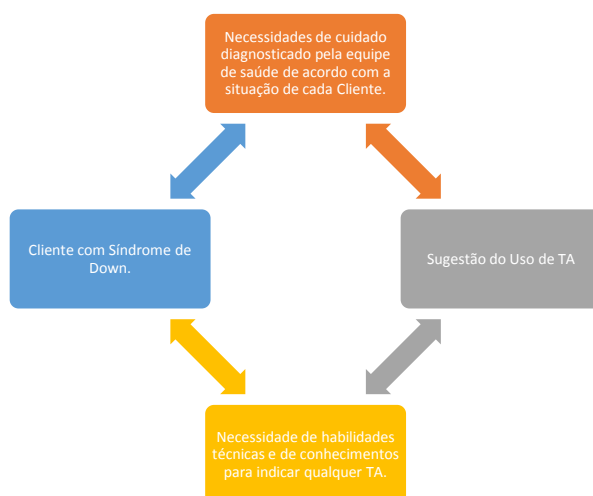 Necessidades de cuidado
diagnosticado pela equipe
de saúde de acordo com a
situação de cada Cliente.
Cliente com Síndrome de
Down.
Sugestão do Uso de TA
Necessidade de habilidades
técnicas e de conhecimentos
para indicar qualquer TA.